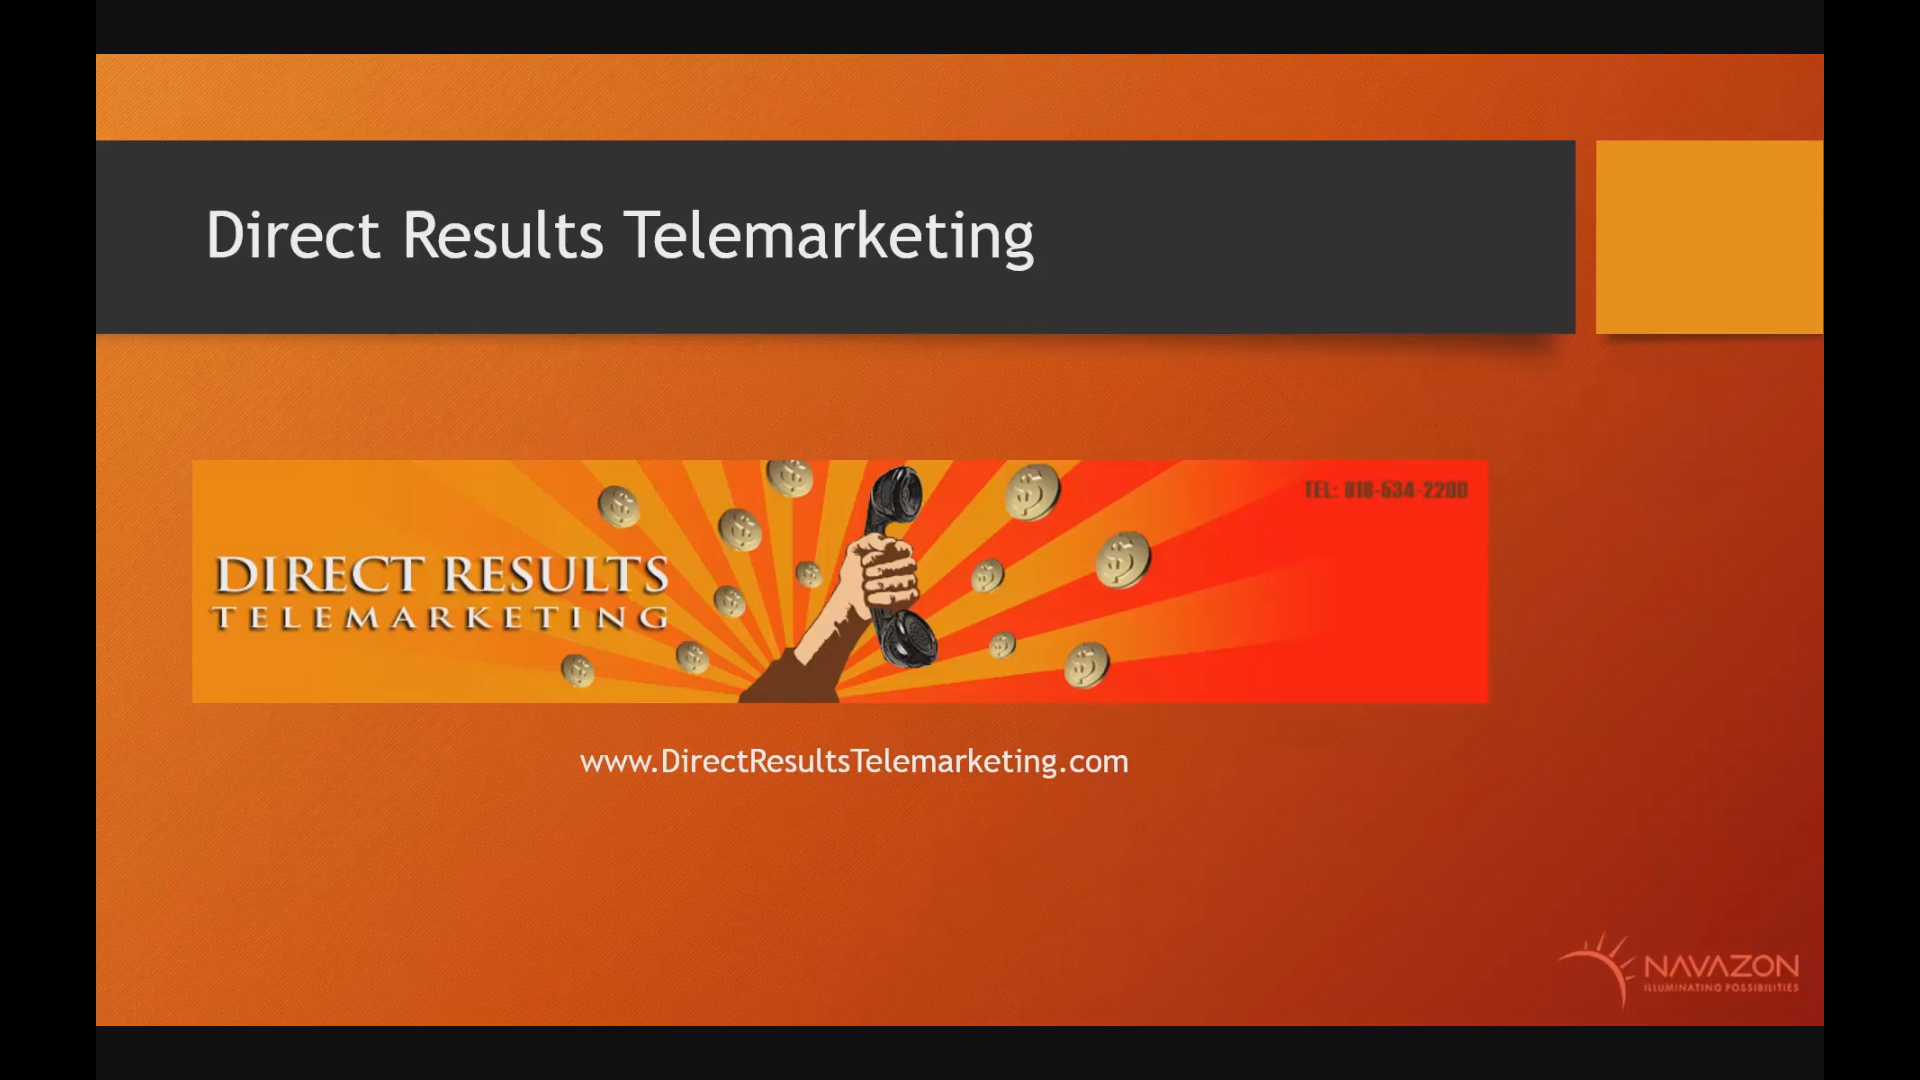 Direct Results Telemarketing
TEL: 818-534-2200
DIRECT RESULTS
TELEMARKETING
www.DirectResultsTelemarketing.com
NAVAZON
ILLUMINATING POSSIBILITIES